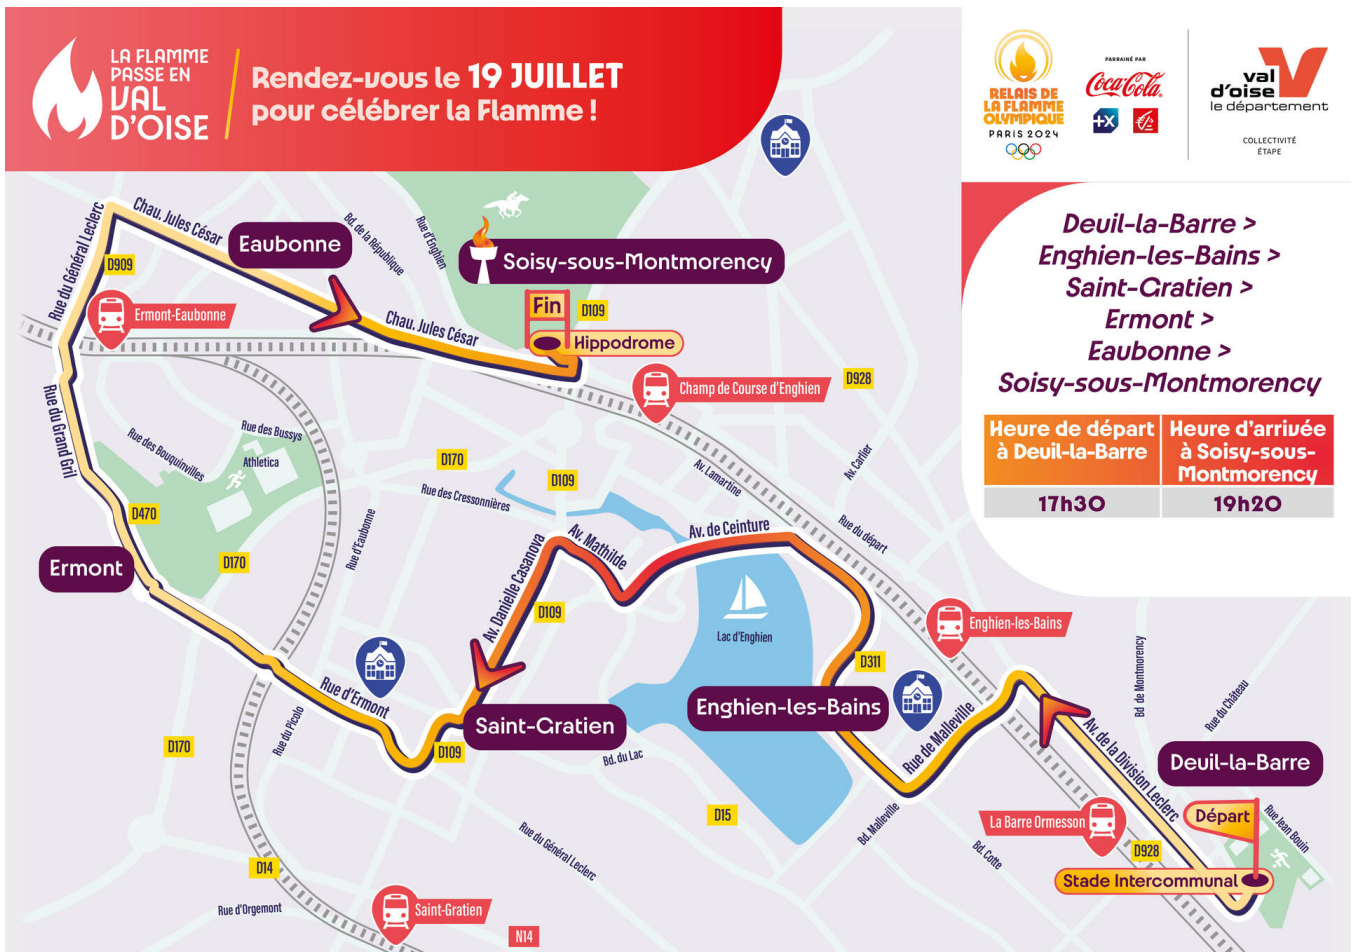 LA FLAMME
PASSE EN
VAL
D'OISE
Rendez-vous le 19 JUILLET
pour célébrer la Flamme !
RELAIS DE
LA FLAMME
OLYMPIQUE
PARIS 2024
PARRAINÉ PAR
Coca-Cola
val
d'oise
le département
COLLECTIVITÉ
ÉTAPE
Deuil-la-Barre >
Enghien-les-Bains >
Saint-Gratien >
Ermont >
Eaubonne >
Soisy-sous-Montmorency
Heure de départ
à Deuil-la-Barre
Heure d'arrivée
à Soisy-sous-
Montmorency
17h30
19h20
Rue du Général Leclerc
Chau. Jules César
D909
Eaubonne
Bd. de la République
Rue d'Enghien
Soisy-sous-Montmorency
Ermont-Eaubonne
Chau. Jules César
Fin
D109
Hippodrome
Champ de Course d'Enghien
D928
Rue du Grand Gril
Rue des Bouquinvilles
Rue des Bussys
Athletica
D170
D109
Rue des Cressonnières
Av. Lamartine
Av. Carlier
D470
Rue d'Eaubonne
Av. Mathilde
Av. de Ceinture
Rue du départ
Ermont
D170
Av. Danielle Casanova
D109
Lac d'Enghien
Enghien-les-Bains
D311
Bd de Montmorency
Rue du Château
Rue d'Ermont
Enghien-les-Bains
Rue de Malleville
Saint-Gratien
Rue du Picolo
D170
D109
Bd. du Lac
Av. de la Division Leclerc
Deuil-la-Barre
D15
Bd. Malleville
La Barre Ormesson
Départ
Rue Jean Bouin
D928
Bd. Cotte
Stade Intercommunal
D14
Rue du Général Leclerc
Rue d'Orgemont
Saint-Gratien
N14